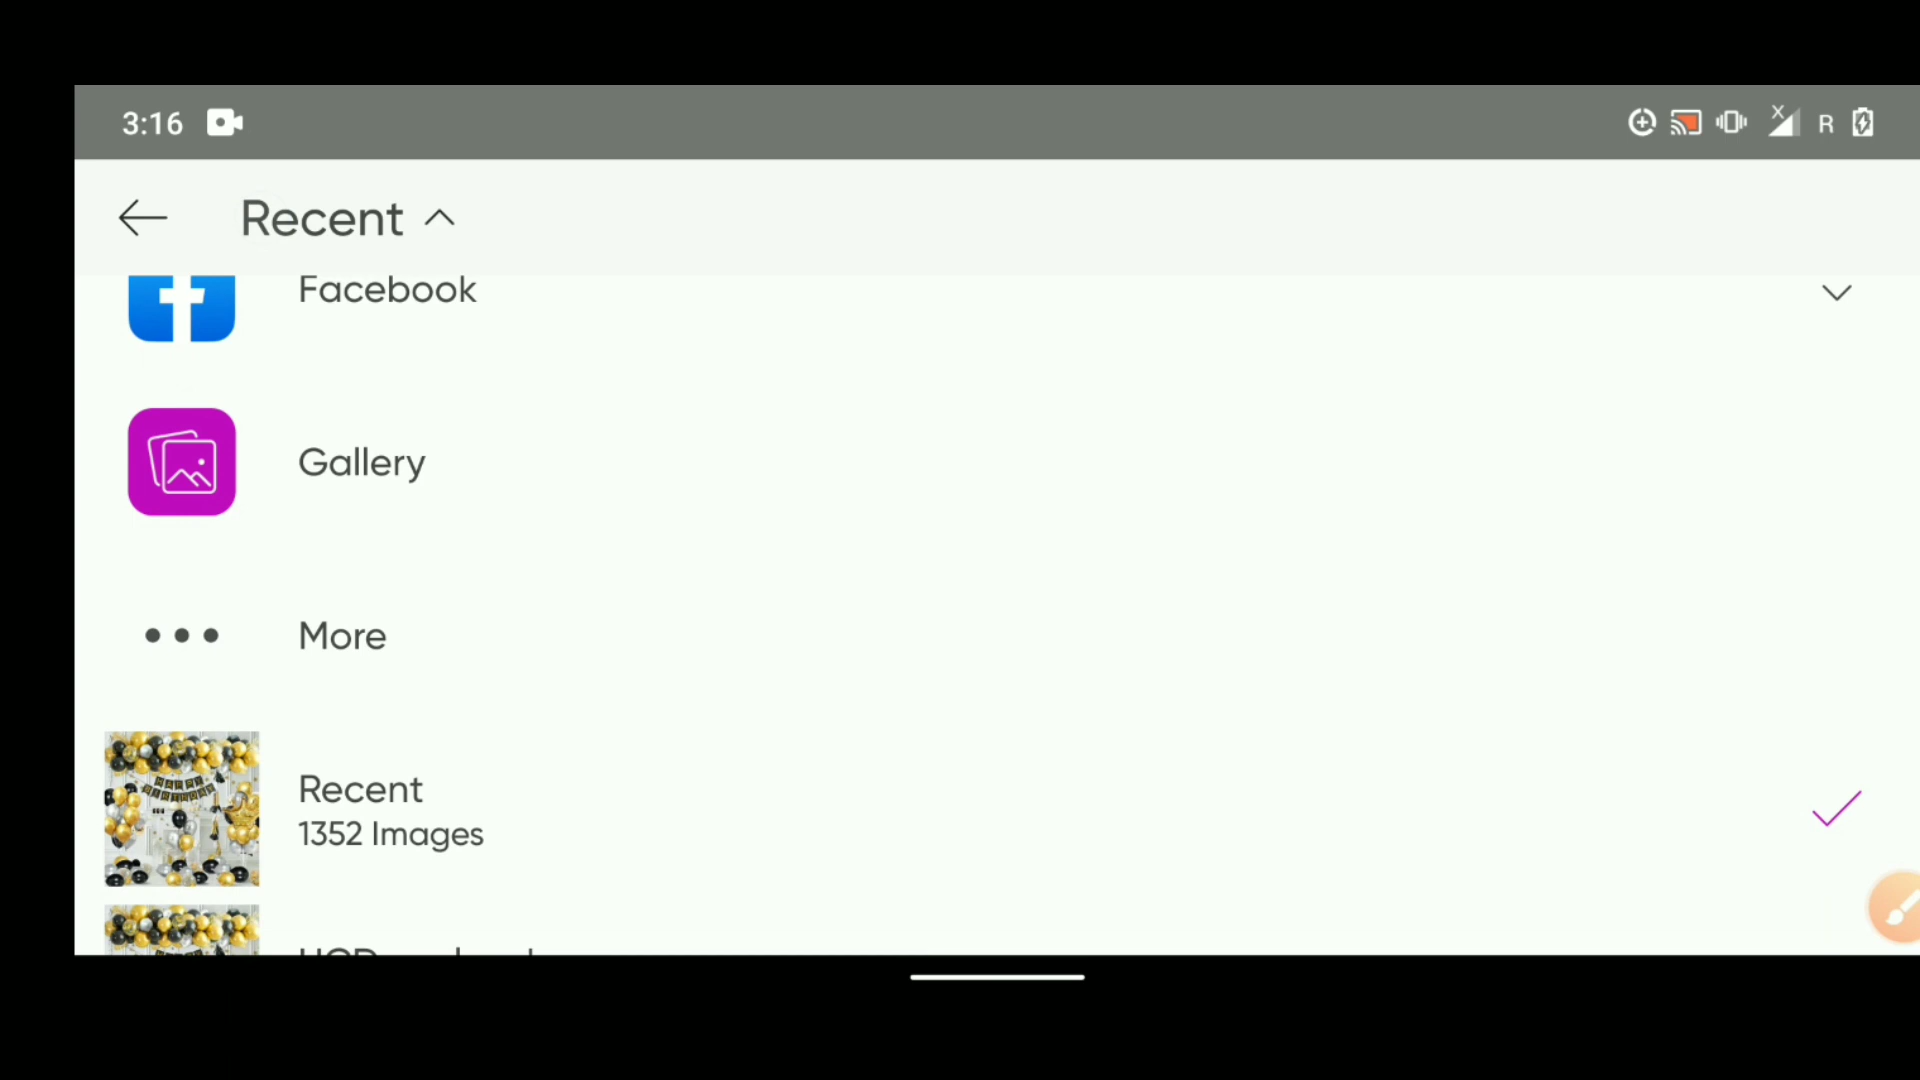 3:16
R
Recent
Facebook
Gallery
More
Recent
1352 Images